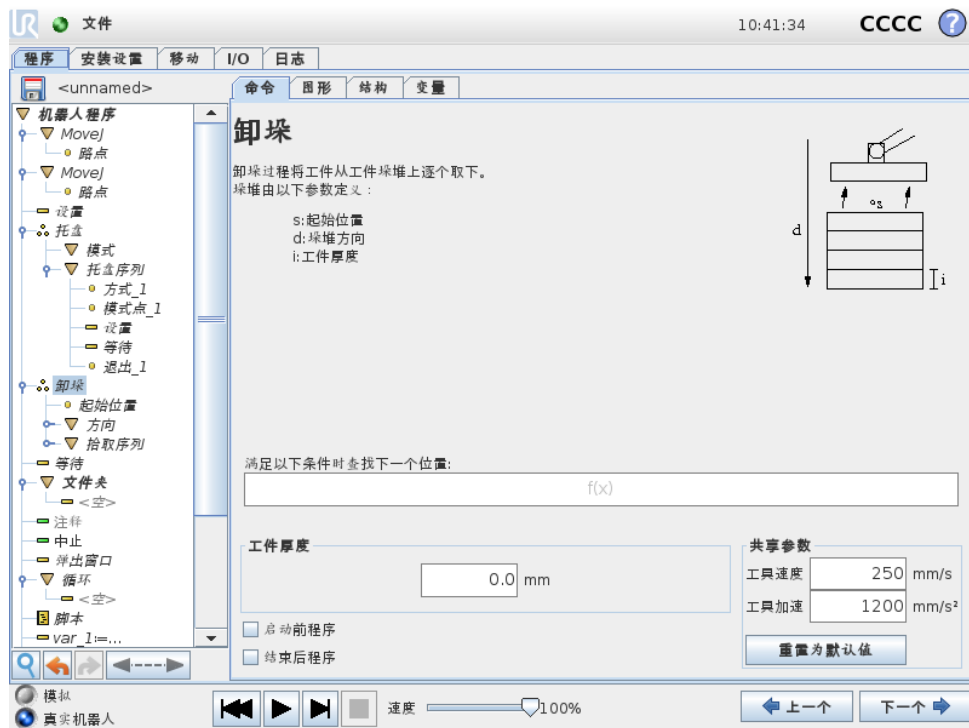 UR 文件 10:41:34 CCCC ?
程序 安装设置 移动 I/O 日志
<unnamed>
命令 图形 结构 变量
机器人程序
MoveJ
路点
MoveJ
路点
设置
托盘
模式
托盘序列
方式_1
模式点_1
设置
等待
退出_1
卸垛
起始位置
方向
拾取序列
等待
文件夹
<空>
注释
中止
弹出窗口
循环
<空>
脚本
var_1:=...
卸垛
卸垛过程将工件从工件垛堆上逐个取下。
垛堆由以下参数定义：
s:起始位置
d:垛堆方向
i:工件厚度
d
s
i
满足以下条件时查找下一个位置:
f(x)
工件厚度
0.0 mm
启动前程序
结束后程序
共享参数
工具速度 250 mm/s
工具加速 1200 mm/s²
重置为默认值
模拟
真实机器人
速度 100%
上一个 下一个